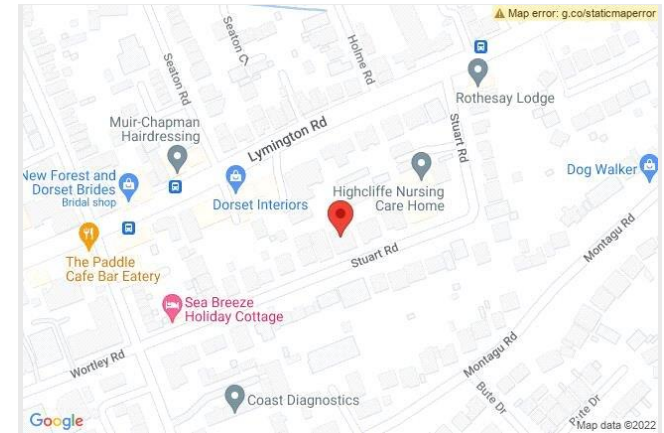 Map error: g.co/staticmaperror
Seaton Cl
Seaton Rd
Holme Rd
Rothesay Lodge
Muir-Chapman
Hairdressing
Lymington Rd
Stuart Rd
New Forest and
Dorset Brides
Bridal shop
Dorset Interiors
Highcliffe Nursing
Care Home
Dog Walker
The Paddle
Cafe Bar Eatery
Stuart Rd
Montagu Rd
Sea Breeze
Holiday Cottage
Wortley Rd
Montagu Rd
Bute Dr
Bute Dr
Coast Diagnostics
Google
Map data ©2022